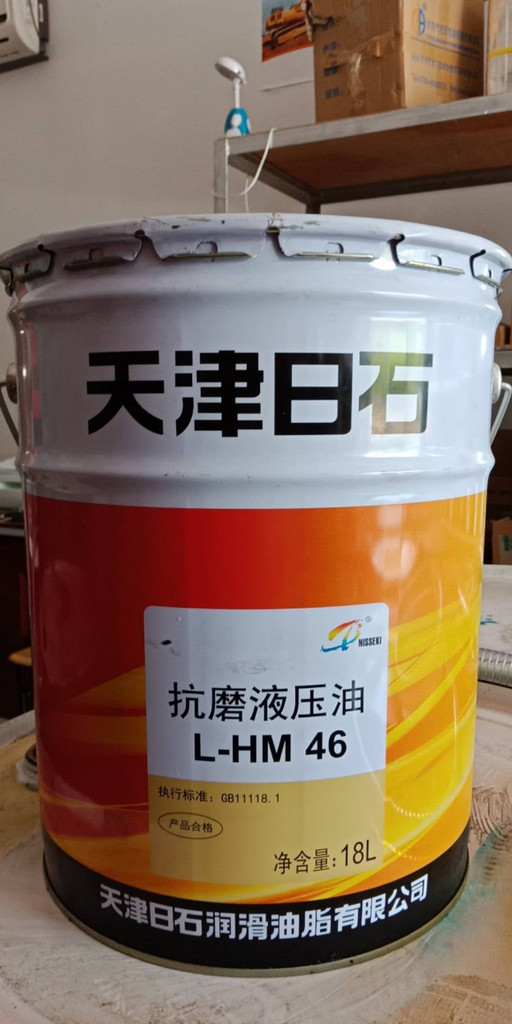 天津日石
NISSEKI
抗磨液压油
L-HM 46
执行标准：GB11118.1
产品合格
净含量:18L
天津日石润滑油脂有限公司